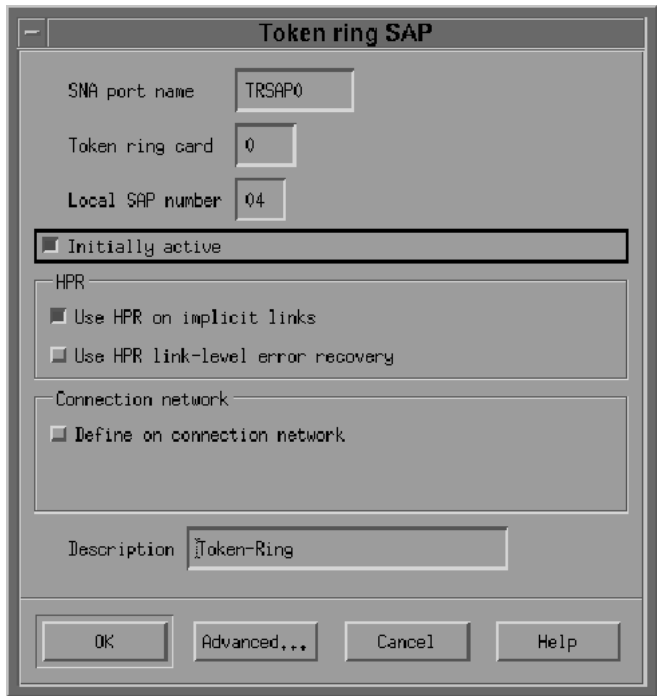 Token ring SAP
SNA port name TRSAP0
Token ring card 0
Local SAP number 04
Initially active
HPR
Use HPR on implicit links
Use HPR link-level error recovery
Connection network
Define on connection network
Description Token-Ring
OK Advanced... Cancel Help